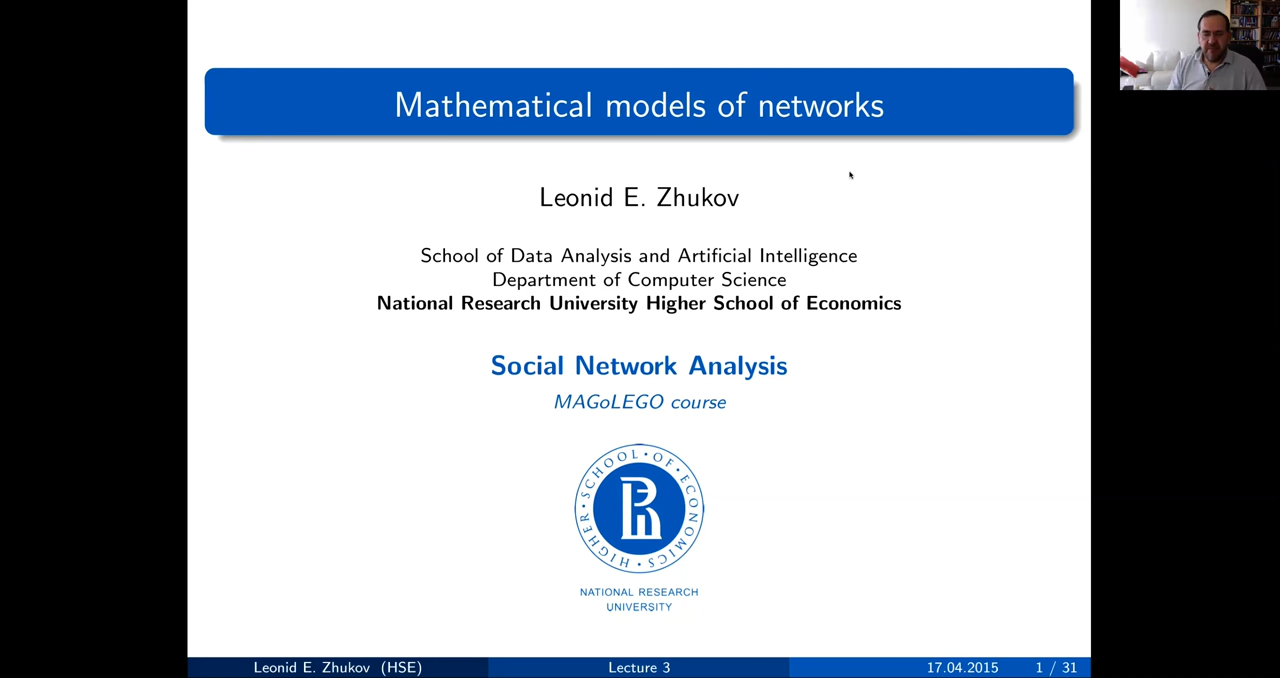 Mathematical models of networks
Leonid E. Zhukov
School of Data Analysis and Artificial Intelligence
Department of Computer Science
National Research University Higher School of Economics
Social Network Analysis
MAGoLEGO course
HIGHER · SCHOOL · OF · ECONOMICS ·
NATIONAL RESEARCH
UNIVERSITY
Leonid E. Zhukov (HSE)
Lecture 3
17.04.2015
1 / 31